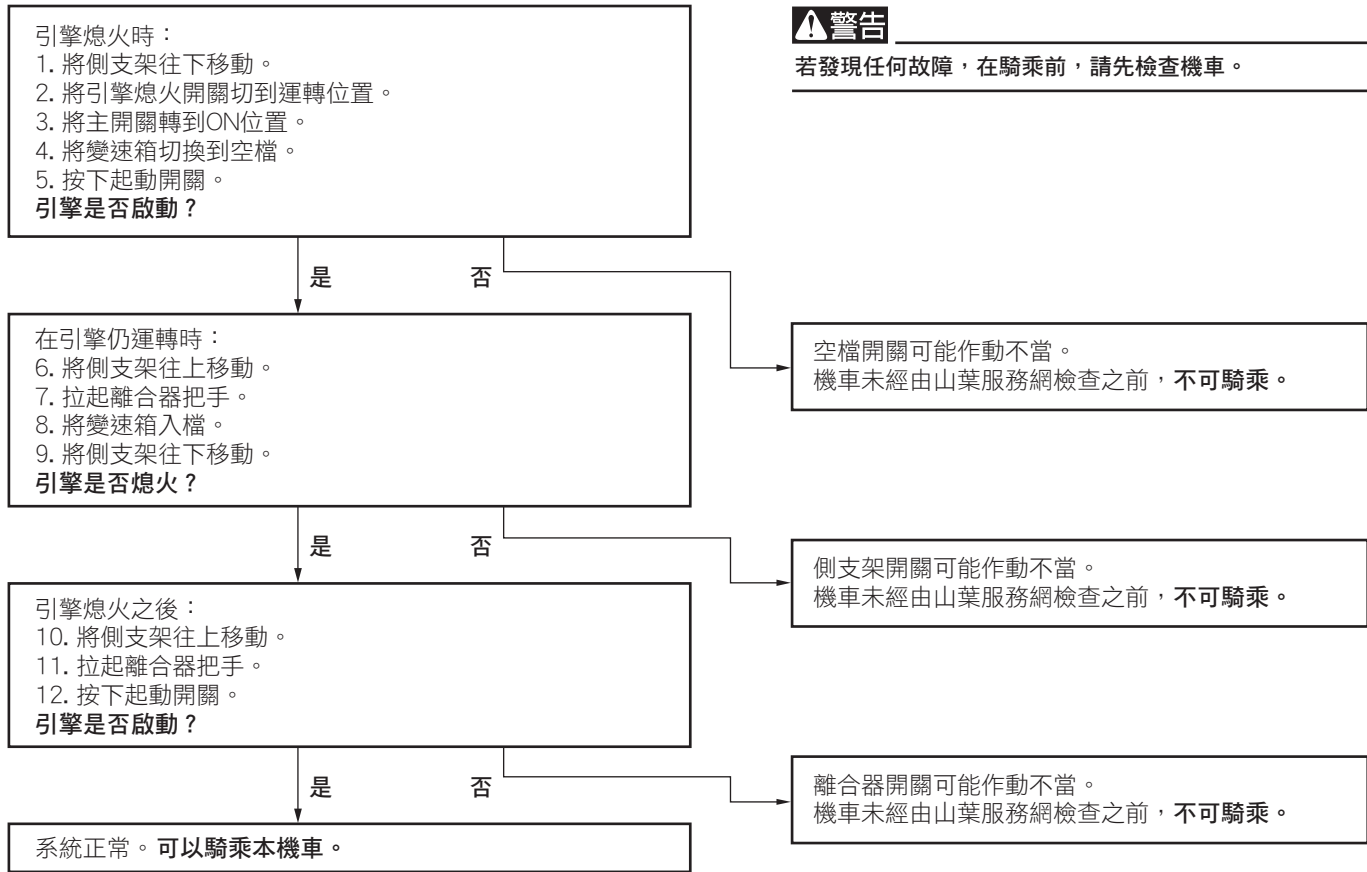 引擎熄火時：
1. 將側支架往下移動。
2. 將引擎熄火開關切到運轉位置。
3. 將主開關轉到ON位置。
4. 將變速箱切換到空檔。
5. 按下起動開關。
引擎是否啟動？
警告
若發現任何故障，在騎乘前，請先檢查機車。
是
否
在引擎仍運轉時：
6. 將側支架往上移動。
7. 拉起離合器把手。
8. 將變速箱入檔。
9. 將側支架往下移動。
引擎是否熄火？
空檔開關可能作動不當。
機車未經由山葉服務網檢查之前，不可騎乘。
是
否
引擎熄火之後：
10. 將側支架往上移動。
11. 拉起離合器把手。
12. 按下起動開關。
引擎是否啟動？
側支架開關可能作動不當。
機車未經由山葉服務網檢查之前，不可騎乘。
是
否
系統正常。可以騎乘本機車。
離合器開關可能作動不當。
機車未經由山葉服務網檢查之前，不可騎乘。